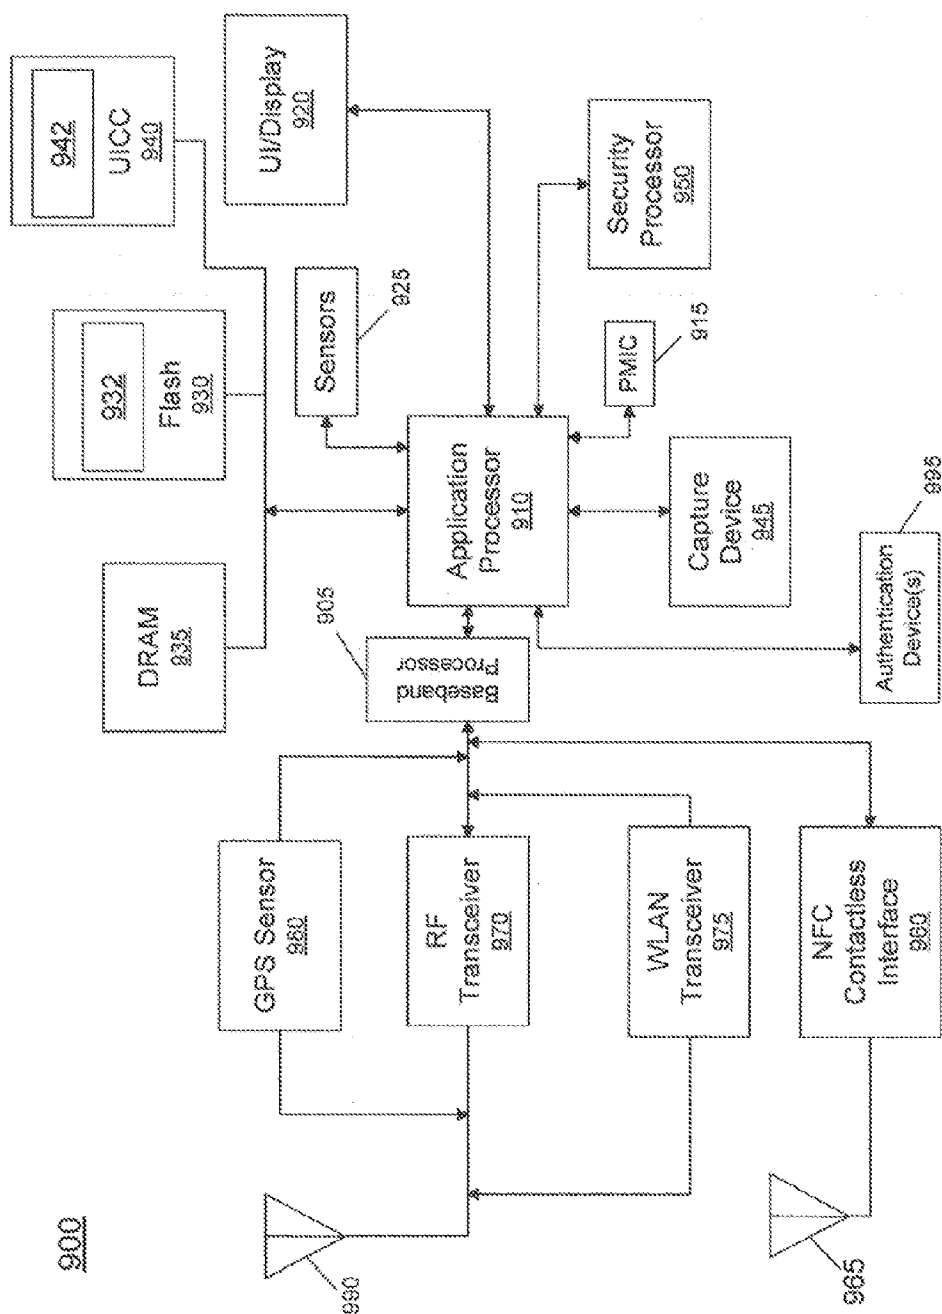 900
942
UICC
940
932
Flash
930
DRAM
935
UI/Display
920
Sensors
925
905
Baseband
Processor
Application
Processor
910
Security
Processor
950
PMIC
915
Capture
Device
945
995
Authentication
Device(s)
GPS Sensor
980
RF
Transceiver
970
WLAN
Transceiver
975
NFC
Contactless
Interface
960
990
965